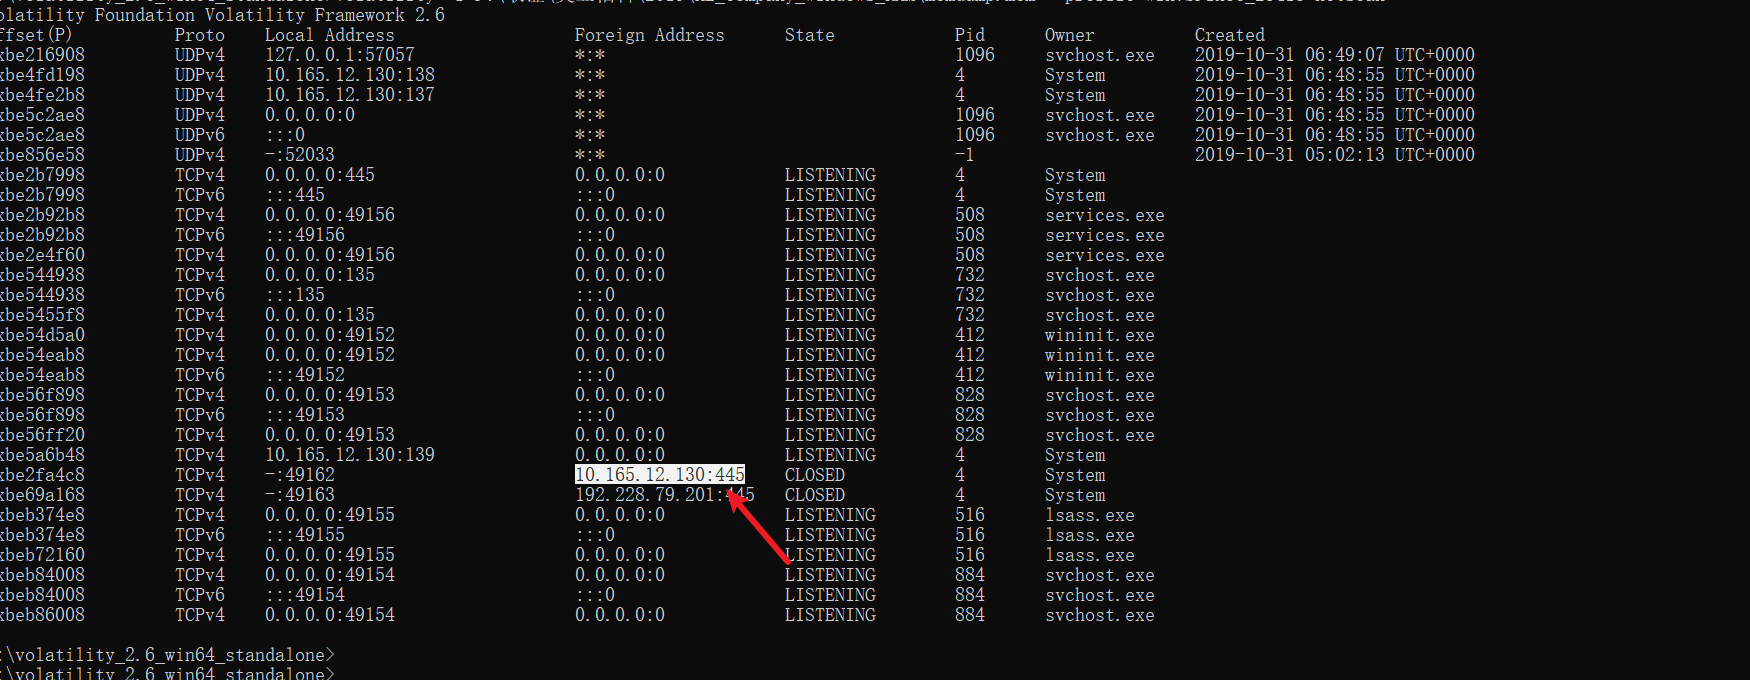 olatility Foundation Volatility Framework 2.6
ffset(P) Proto Local Address Foreign Address State Pid Owner Created
xbe216908 UDPv4 127.0.0.1:57057 *:* 1096 svchost.exe 2019-10-31 06:49:07 UTC+0000
xbe4fd198 UDPv4 10.165.12.130:138 *:* 4 System 2019-10-31 06:48:55 UTC+0000
xbe4fe2b8 UDPv4 10.165.12.130:137 *:* 4 System 2019-10-31 06:48:55 UTC+0000
xbe5c2ae8 UDPv4 0.0.0.0:0 *:* 1096 svchost.exe 2019-10-31 06:48:55 UTC+0000
xbe5c2ae8 UDPv6 :::0 *:* 1096 svchost.exe 2019-10-31 06:48:55 UTC+0000
xbe856e58 UDPv4 -:52033 *:* -1 2019-10-31 05:02:13 UTC+0000
xbe2b7998 TCPv4 0.0.0.0:445 0.0.0.0:0 LISTENING 4 System
xbe2b7998 TCPv6 :::445 :::0 LISTENING 4 System
xbe2b92b8 TCPv4 0.0.0.0:49156 0.0.0.0:0 LISTENING 508 services.exe
xbe2b92b8 TCPv6 :::49156 :::0 LISTENING 508 services.exe
xbe2e4f60 TCPv4 0.0.0.0:49156 0.0.0.0:0 LISTENING 508 services.exe
xbe544938 TCPv4 0.0.0.0:135 0.0.0.0:0 LISTENING 732 svchost.exe
xbe544938 TCPv6 :::135 :::0 LISTENING 732 svchost.exe
xbe5455f8 TCPv4 0.0.0.0:135 0.0.0.0:0 LISTENING 732 svchost.exe
xbe54d5a0 TCPv4 0.0.0.0:49152 0.0.0.0:0 LISTENING 412 wininit.exe
xbe54eab8 TCPv4 0.0.0.0:49152 0.0.0.0:0 LISTENING 412 wininit.exe
xbe54eab8 TCPv6 :::49152 :::0 LISTENING 412 wininit.exe
xbe56f898 TCPv4 0.0.0.0:49153 0.0.0.0:0 LISTENING 828 svchost.exe
xbe56f898 TCPv6 :::49153 :::0 LISTENING 828 svchost.exe
xbe56ff20 TCPv4 0.0.0.0:49153 0.0.0.0:0 LISTENING 828 svchost.exe
xbe5a6b48 TCPv4 10.165.12.130:139 0.0.0.0:0 LISTENING 4 System
xbe2fa4c8 TCPv4 -:49162 10.165.12.130:445 CLOSED 4 System
xbe69a168 TCPv4 -:49163 192.228.79.201:445 CLOSED 4 System
xbeb374e8 TCPv4 0.0.0.0:49155 0.0.0.0:0 LISTENING 516 lsass.exe
xbeb374e8 TCPv6 :::49155 :::0 LISTENING 516 lsass.exe
xbeb72160 TCPv4 0.0.0.0:49155 0.0.0.0:0 LISTENING 516 lsass.exe
xbeb84008 TCPv4 0.0.0.0:49154 0.0.0.0:0 LISTENING 884 svchost.exe
xbeb84008 TCPv6 :::49154 :::0 LISTENING 884 svchost.exe
xbeb86008 TCPv4 0.0.0.0:49154 0.0.0.0:0 LISTENING 884 svchost.exe
:\volatility_2.6_win64_standalone>
:\volatility_2.6_win64_standalone>